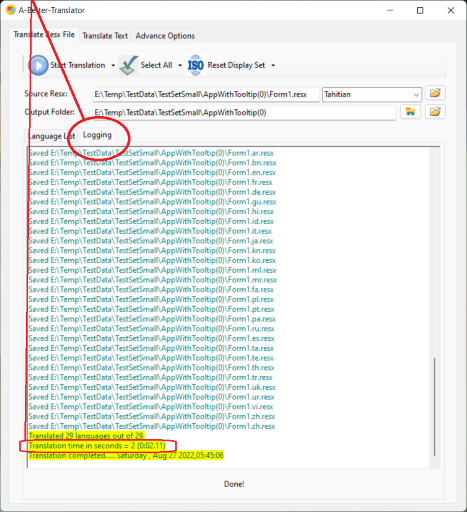 A-Better-Translator
Translate Resx File Translate Text Advance Options
Start Translation Select All ISO Reset Display Set
Source Resx: E:\Temp\TestData\TestSetSmall\AppWithTooltip(0)\Form1.resx Tahitian
Output Folder: E:\Temp\TestData\TestSetSmall\AppWithTooltip(0)
Language List Logging
Saved E:\Temp\TestData\TestSetSmall\AppWithTooltip(0)\Form1.ar.resx
Saved E:\Temp\TestData\TestSetSmall\AppWithTooltip(0)\Form1.bn.resx
Saved E:\Temp\TestData\TestSetSmall\AppWithTooltip(0)\Form1.en.resx
Saved E:\Temp\TestData\TestSetSmall\AppWithTooltip(0)\Form1.fr.resx
Saved E:\Temp\TestData\TestSetSmall\AppWithTooltip(0)\Form1.de.resx
Saved E:\Temp\TestData\TestSetSmall\AppWithTooltip(0)\Form1.gu.resx
Saved E:\Temp\TestData\TestSetSmall\AppWithTooltip(0)\Form1.hi.resx
Saved E:\Temp\TestData\TestSetSmall\AppWithTooltip(0)\Form1.id.resx
Saved E:\Temp\TestData\TestSetSmall\AppWithTooltip(0)\Form1.it.resx
Saved E:\Temp\TestData\TestSetSmall\AppWithTooltip(0)\Form1.ja.resx
Saved E:\Temp\TestData\TestSetSmall\AppWithTooltip(0)\Form1.kn.resx
Saved E:\Temp\TestData\TestSetSmall\AppWithTooltip(0)\Form1.ko.resx
Saved E:\Temp\TestData\TestSetSmall\AppWithTooltip(0)\Form1.ml.resx
Saved E:\Temp\TestData\TestSetSmall\AppWithTooltip(0)\Form1.mr.resx
Saved E:\Temp\TestData\TestSetSmall\AppWithTooltip(0)\Form1.fa.resx
Saved E:\Temp\TestData\TestSetSmall\AppWithTooltip(0)\Form1.pl.resx
Saved E:\Temp\TestData\TestSetSmall\AppWithTooltip(0)\Form1.pt.resx
Saved E:\Temp\TestData\TestSetSmall\AppWithTooltip(0)\Form1.pa.resx
Saved E:\Temp\TestData\TestSetSmall\AppWithTooltip(0)\Form1.ru.resx
Saved E:\Temp\TestData\TestSetSmall\AppWithTooltip(0)\Form1.es.resx
Saved E:\Temp\TestData\TestSetSmall\AppWithTooltip(0)\Form1.ta.resx
Saved E:\Temp\TestData\TestSetSmall\AppWithTooltip(0)\Form1.te.resx
Saved E:\Temp\TestData\TestSetSmall\AppWithTooltip(0)\Form1.th.resx
Saved E:\Temp\TestData\TestSetSmall\AppWithTooltip(0)\Form1.tr.resx
Saved E:\Temp\TestData\TestSetSmall\AppWithTooltip(0)\Form1.uk.resx
Saved E:\Temp\TestData\TestSetSmall\AppWithTooltip(0)\Form1.ur.resx
Saved E:\Temp\TestData\TestSetSmall\AppWithTooltip(0)\Form1.vi.resx
Saved E:\Temp\TestData\TestSetSmall\AppWithTooltip(0)\Form1.zh.resx
Saved E:\Temp\TestData\TestSetSmall\AppWithTooltip(0)\Form1.zh.resx
Translated 29 languages out of 29.
Translation time in seconds = 2 (0:02.11)
Translation completed..... Saturday , Aug 27 2022,05:45:06
Done!